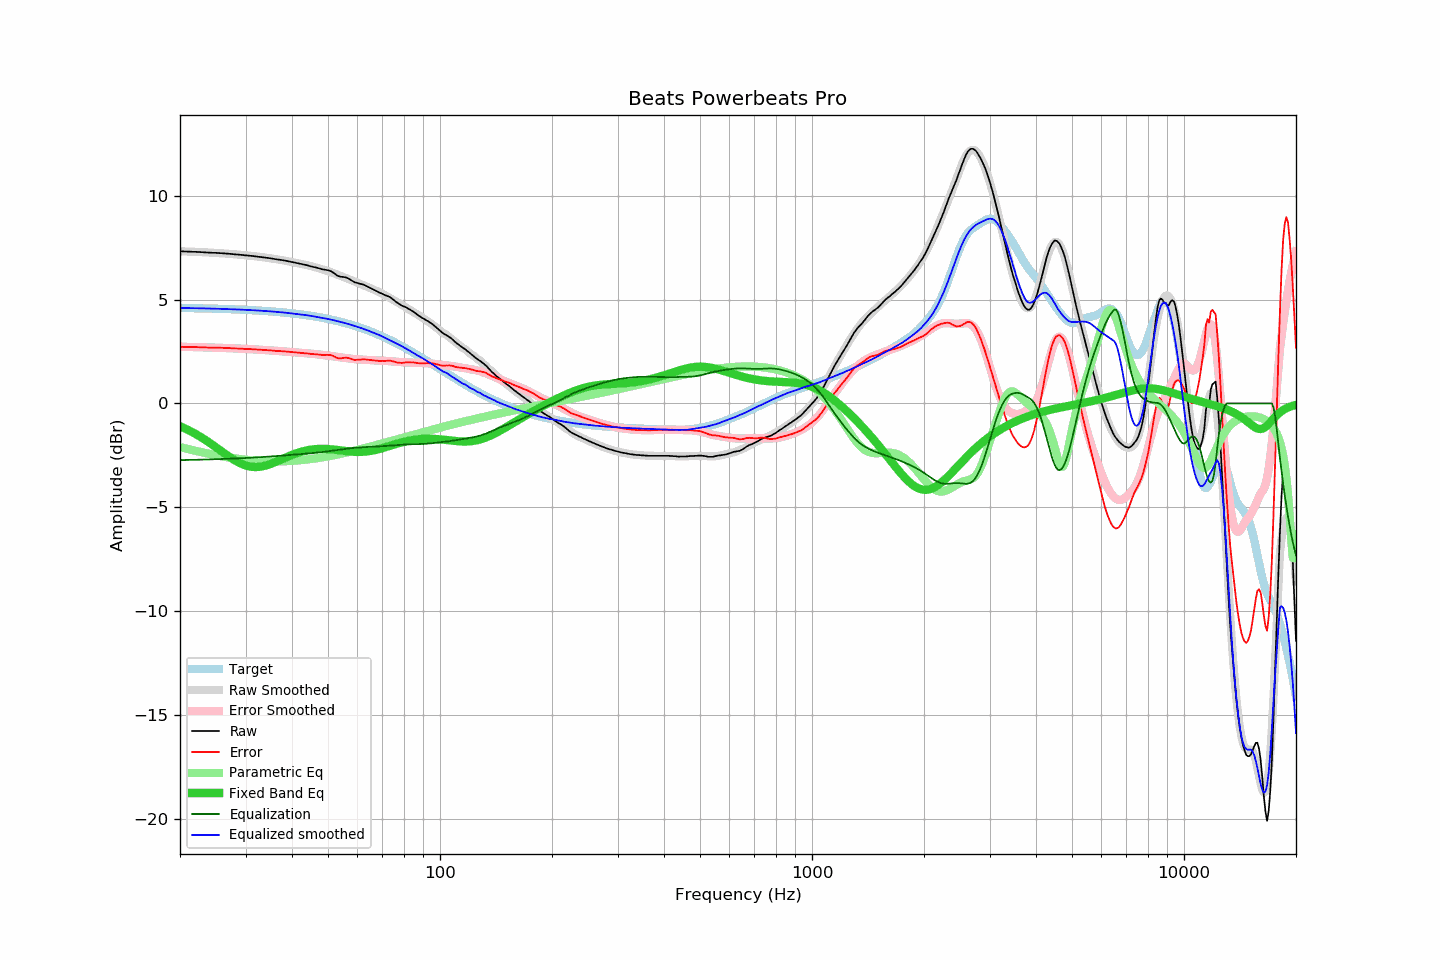 Beats Powerbeats Pro
Amplitude (dBr)
10
5
0
−5
−10
−15
−20
Target
Raw Smoothed
Error Smoothed
Raw
Error
Parametric Eq
Fixed Band Eq
Equalization
Equalized smoothed
100
1000
10000
Frequency (Hz)